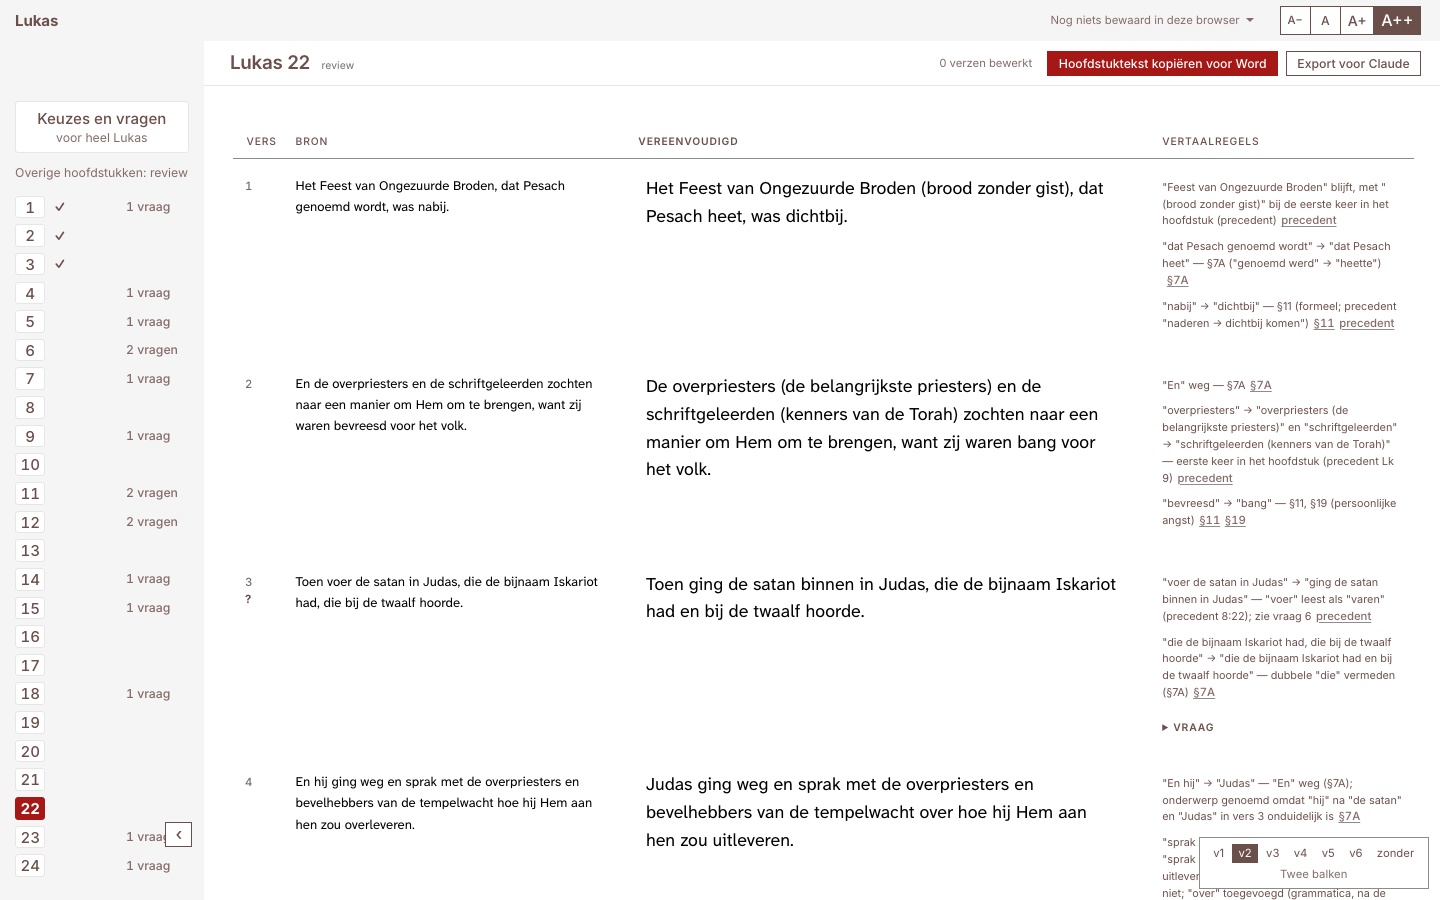 Lukas
Nog niets bewaard in deze browser
A−
A
A+
A++
Lukas 22 review
0 verzen bewerkt
Hoofdstuktekst kopiëren voor Word
Export voor Claude
Keuzes en vragen
voor heel Lukas
Overige hoofdstukken: review
1 ✓ 1 vraag
2 ✓
3 ✓
4 1 vraag
5 1 vraag
6 2 vragen
7 1 vraag
8
9 1 vraag
10
11 2 vragen
12 2 vragen
13
14 1 vraag
15 1 vraag
16
17
18 1 vraag
19
20
21
22
23 1 vraag
24 1 vraag
VERS
BRON
VEREENVOUDIGD
VERTAALREGELS
1
Het Feest van Ongezuurde Broden, dat Pesach
genoemd wordt, was nabij.
Het Feest van Ongezuurde Broden (brood zonder gist), dat
Pesach heet, was dichtbij.
"Feest van Ongezuurde Broden" blijft, met "
(brood zonder gist)" bij de eerste keer in het
hoofdstuk (precedent) precedent
"dat Pesach genoemd wordt" → "dat Pesach
heet" — §7A ("genoemd werd" → "heette")
§7A
"nabij" → "dichtbij" — §11 (formeel; precedent
"naderen → dichtbij komen") §11 precedent
2
En de overpriesters en de schriftgeleerden zochten
naar een manier om Hem om te brengen, want zij
waren bevreesd voor het volk.
De overpriesters (de belangrijkste priesters) en de
schriftgeleerden (kenners van de Torah) zochten naar een
manier om Hem om te brengen, want zij waren bang voor
het volk.
"En" weg — §7A §7A
"overpriesters" → "overpriesters (de
belangrijkste priesters)" en "schriftgeleerden"
→ "schriftgeleerden (kenners van de Torah)"
— eerste keer in het hoofdstuk (precedent Lk
9) precedent
"bevreesd" → "bang" — §11, §19 (persoonlijke
angst) §11 §19
3
?
Toen voer de satan in Judas, die de bijnaam Iskariot
had, die bij de twaalf hoorde.
Toen ging de satan binnen in Judas, die de bijnaam Iskariot
had en bij de twaalf hoorde.
"voer de satan in Judas" → "ging de satan
binnen in Judas" — "voer" leest als "varen"
(precedent 8:22); zie vraag 6 precedent
"die de bijnaam Iskariot had, die bij de twaalf
hoorde" → "die de bijnaam Iskariot had en bij
de twaalf hoorde" — dubbele "die" vermeden
(§7A) §7A
▶ VRAAG
4
En hij ging weg en sprak met de overpriesters en
bevelhebbers van de tempelwacht hoe hij Hem aan
hen zou overleveren.
Judas ging weg en sprak met de overpriesters en
bevelhebbers van de tempelwacht over hoe hij Hem aan
hen zou uitleveren.
"En hij" → "Judas" — "En" weg (§7A);
onderwerp genoemd omdat "hij" na "de satan"
en "Judas" in vers 3 onduidelijk is §7A
"sprak
"sprak
uitlever
niet; "over" toegevoegd (grammatica, na de
v1 v2 v3 v4 v5 v6 zonder
Twee balken